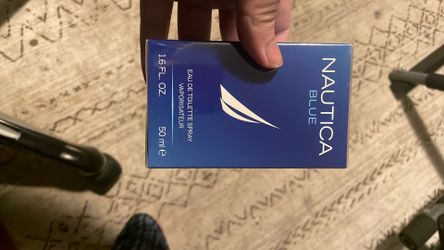 NAUTICA
BLUE
EAU DE TOILETTE SPRAY
VAPORISATEUR
1.6 FL. OZ.
50 ml ℮